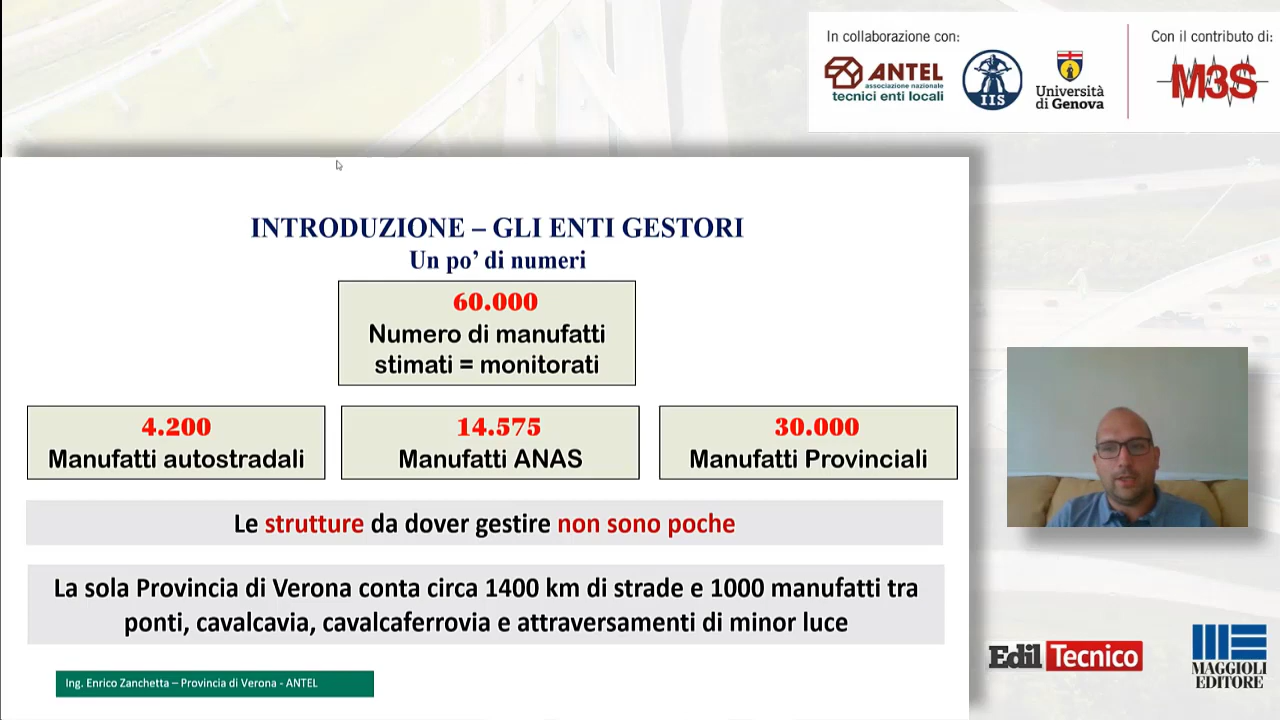 In collaborazione con:
Con il contributo di:
ANTEL
associazione nazionale
tecnici enti locali
IIS
Università
di Genova
M3S
INTRODUZIONE – GLI ENTI GESTORI
Un po’ di numeri
60.000
Numero di manufatti
stimati = monitorati
4.200
Manufatti autostradali
14.575
Manufatti ANAS
30.000
Manufatti Provinciali
Le strutture da dover gestire non sono poche
La sola Provincia di Verona conta circa 1400 km di strade e 1000 manufatti tra
ponti, cavalcavia, cavalcaferrovia e attraversamenti di minor luce
Ing. Enrico Zanchetta – Provincia di Verona - ANTEL
Edil Tecnico
MAGGIOLI
EDITORE